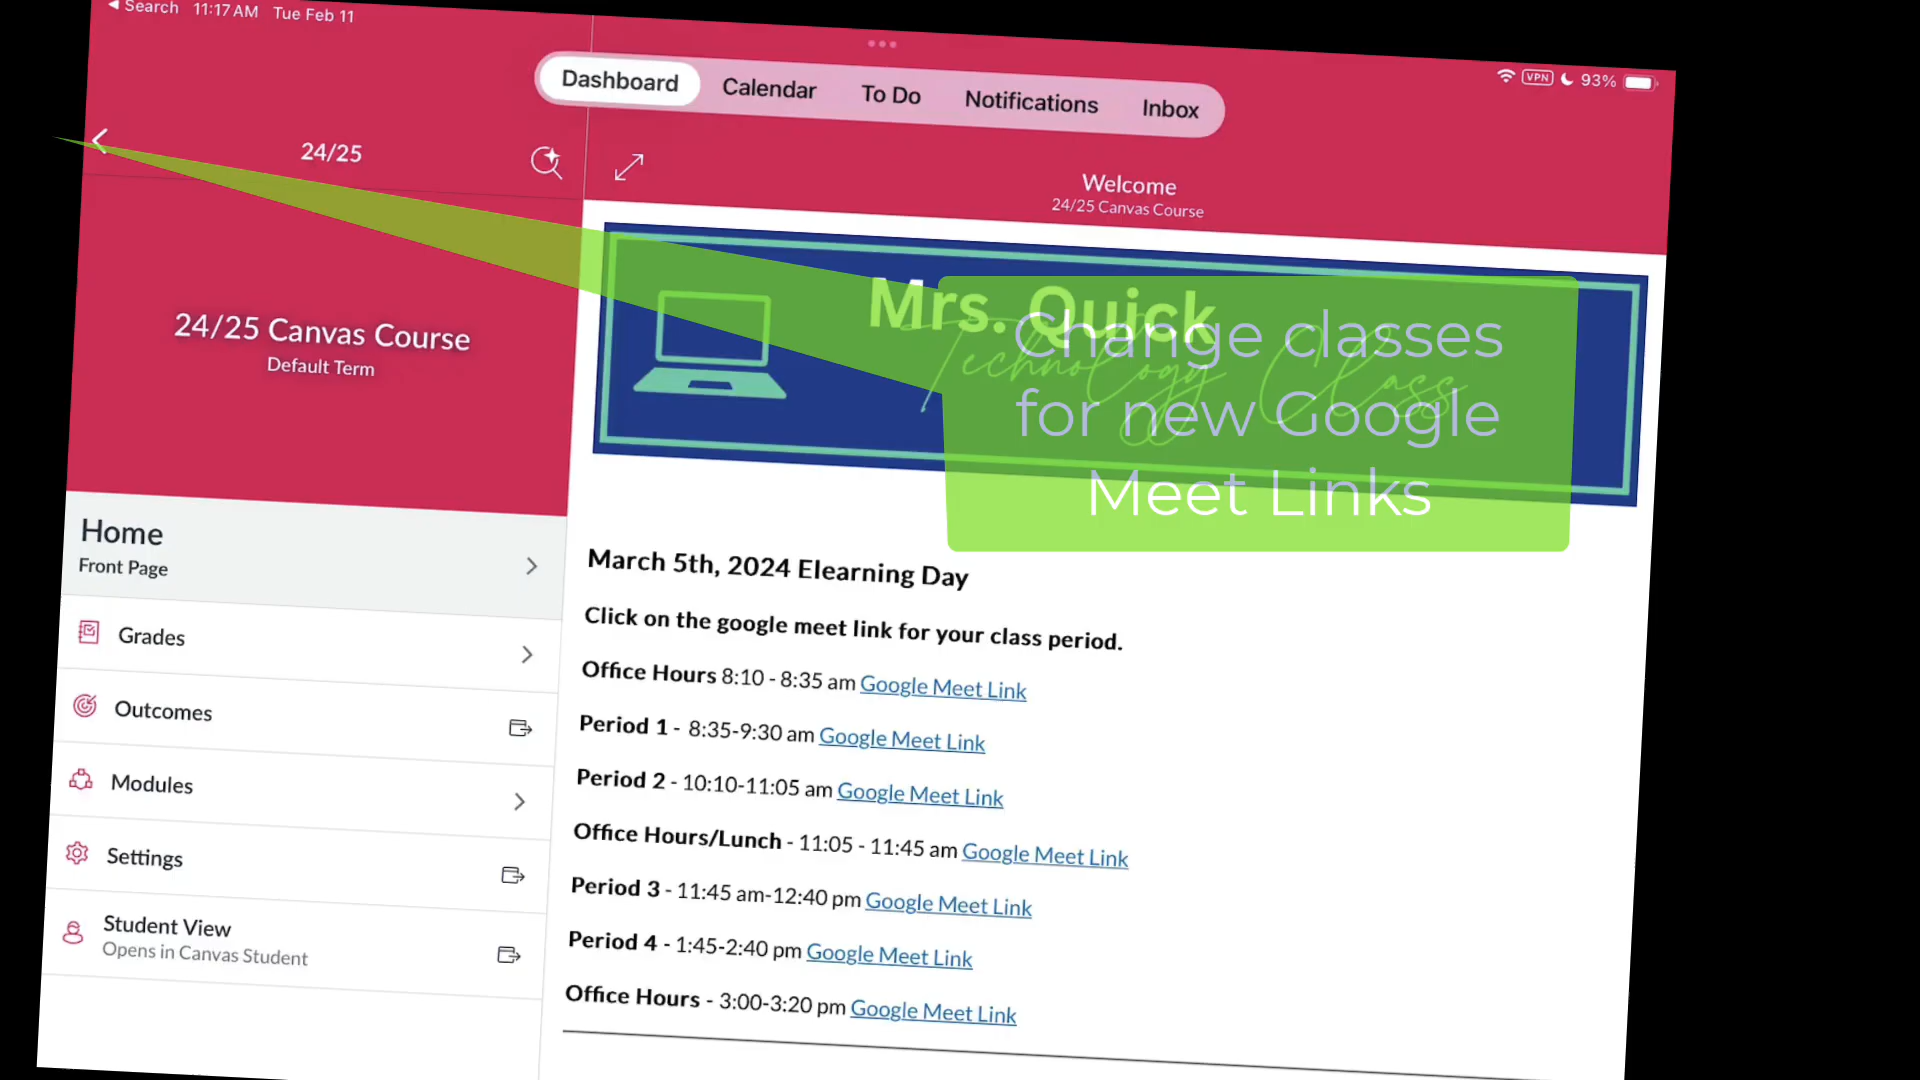 Search 11:17 AM Tue Feb 11
VPN 93%
Dashboard Calendar To Do Notifications Inbox
24/25
Welcome
24/25 Canvas Course
24/25 Canvas Course
Default Term
Mrs. Quick
Technology Class
Change classes
for new Google
Meet Links
Home
Front Page
Grades
Outcomes
Modules
Settings
Student View
Opens in Canvas Student
March 5th, 2024 Elearning Day
Click on the google meet link for your class period.
Office Hours 8:10 - 8:35 am Google Meet Link
Period 1 - 8:35-9:30 am Google Meet Link
Period 2 - 10:10-11:05 am Google Meet Link
Office Hours/Lunch - 11:05 - 11:45 am Google Meet Link
Period 3 - 11:45 am-12:40 pm Google Meet Link
Period 4 - 1:45-2:40 pm Google Meet Link
Office Hours - 3:00-3:20 pm Google Meet Link